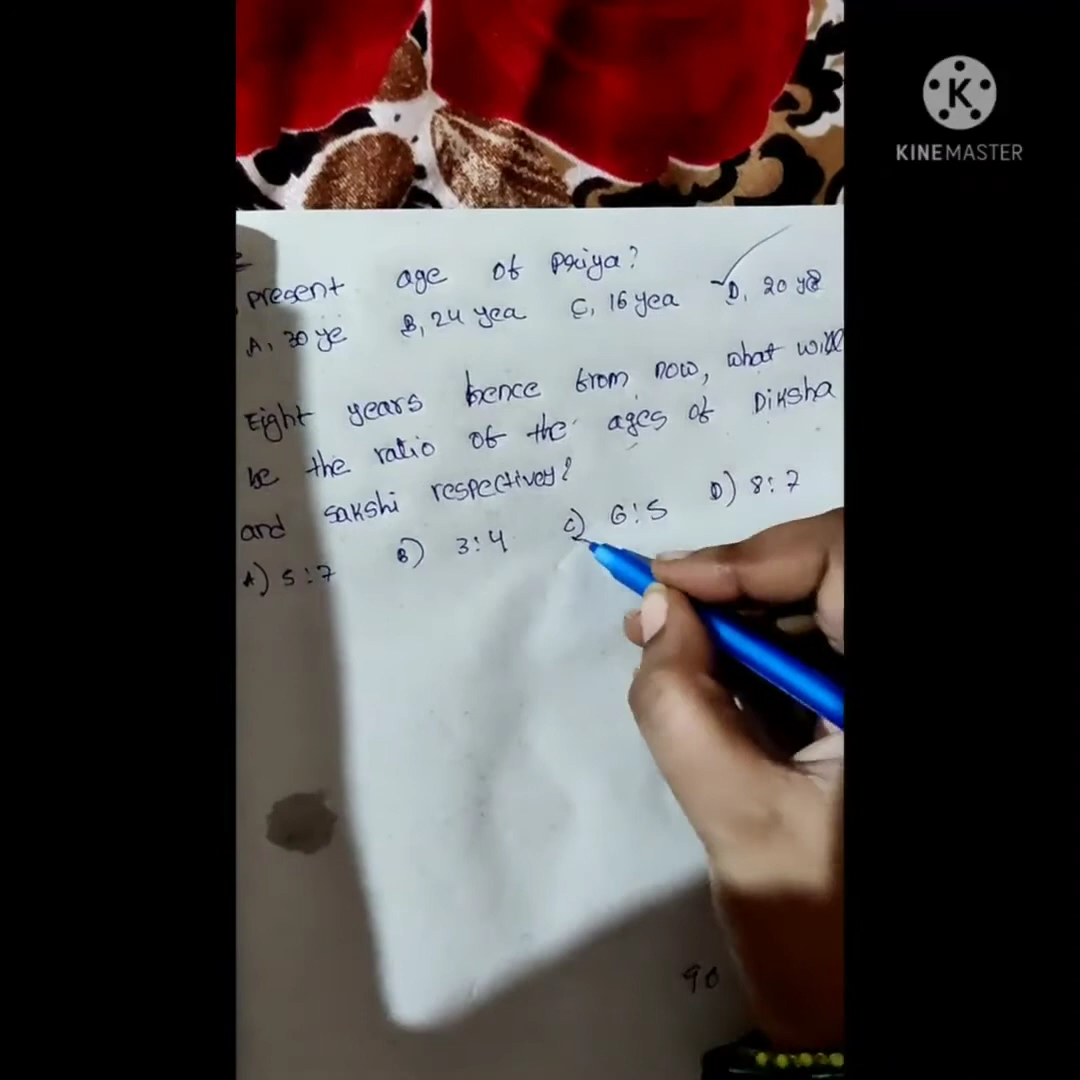 KINEMASTER
present age of Priya?
A, 30 ye B, 24 yea C, 16 yea D, 20 ye
Eight years hence from now, what will
be the ratio of the ages of Diksha
and sakshi respectivey?
A) 5:7 B) 3:4 C) 6:5 D) 8:7
90